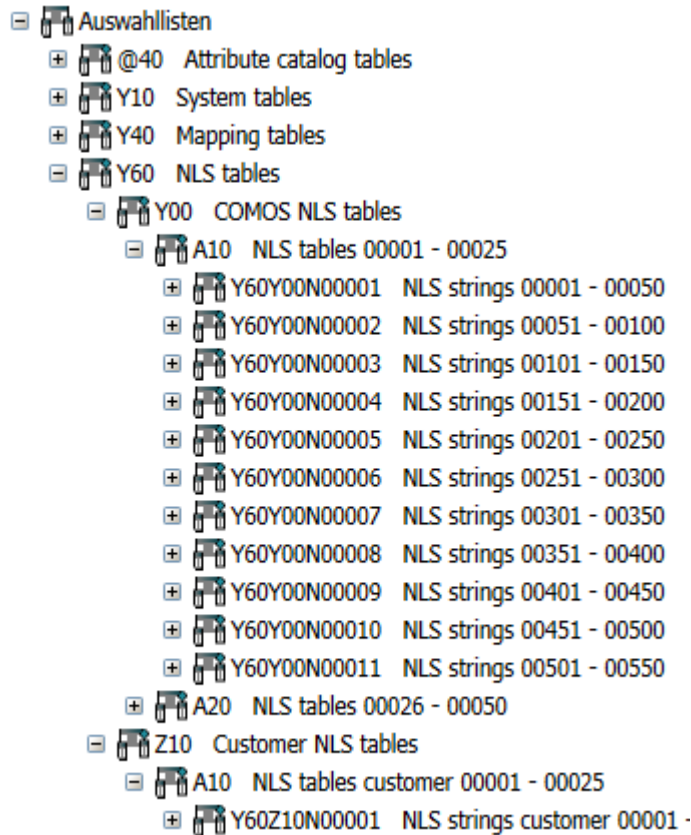 Auswahllisten
@40 Attribute catalog tables
Y10 System tables
Y40 Mapping tables
Y60 NLS tables
Y00 COMOS NLS tables
A10 NLS tables 00001 - 00025
Y60Y00N00001 NLS strings 00001 - 00050
Y60Y00N00002 NLS strings 00051 - 00100
Y60Y00N00003 NLS strings 00101 - 00150
Y60Y00N00004 NLS strings 00151 - 00200
Y60Y00N00005 NLS strings 00201 - 00250
Y60Y00N00006 NLS strings 00251 - 00300
Y60Y00N00007 NLS strings 00301 - 00350
Y60Y00N00008 NLS strings 00351 - 00400
Y60Y00N00009 NLS strings 00401 - 00450
Y60Y00N00010 NLS strings 00451 - 00500
Y60Y00N00011 NLS strings 00501 - 00550
A20 NLS tables 00026 - 00050
Z10 Customer NLS tables
A10 NLS tables customer 00001 - 00025
Y60Z10N00001 NLS strings customer 00001 -